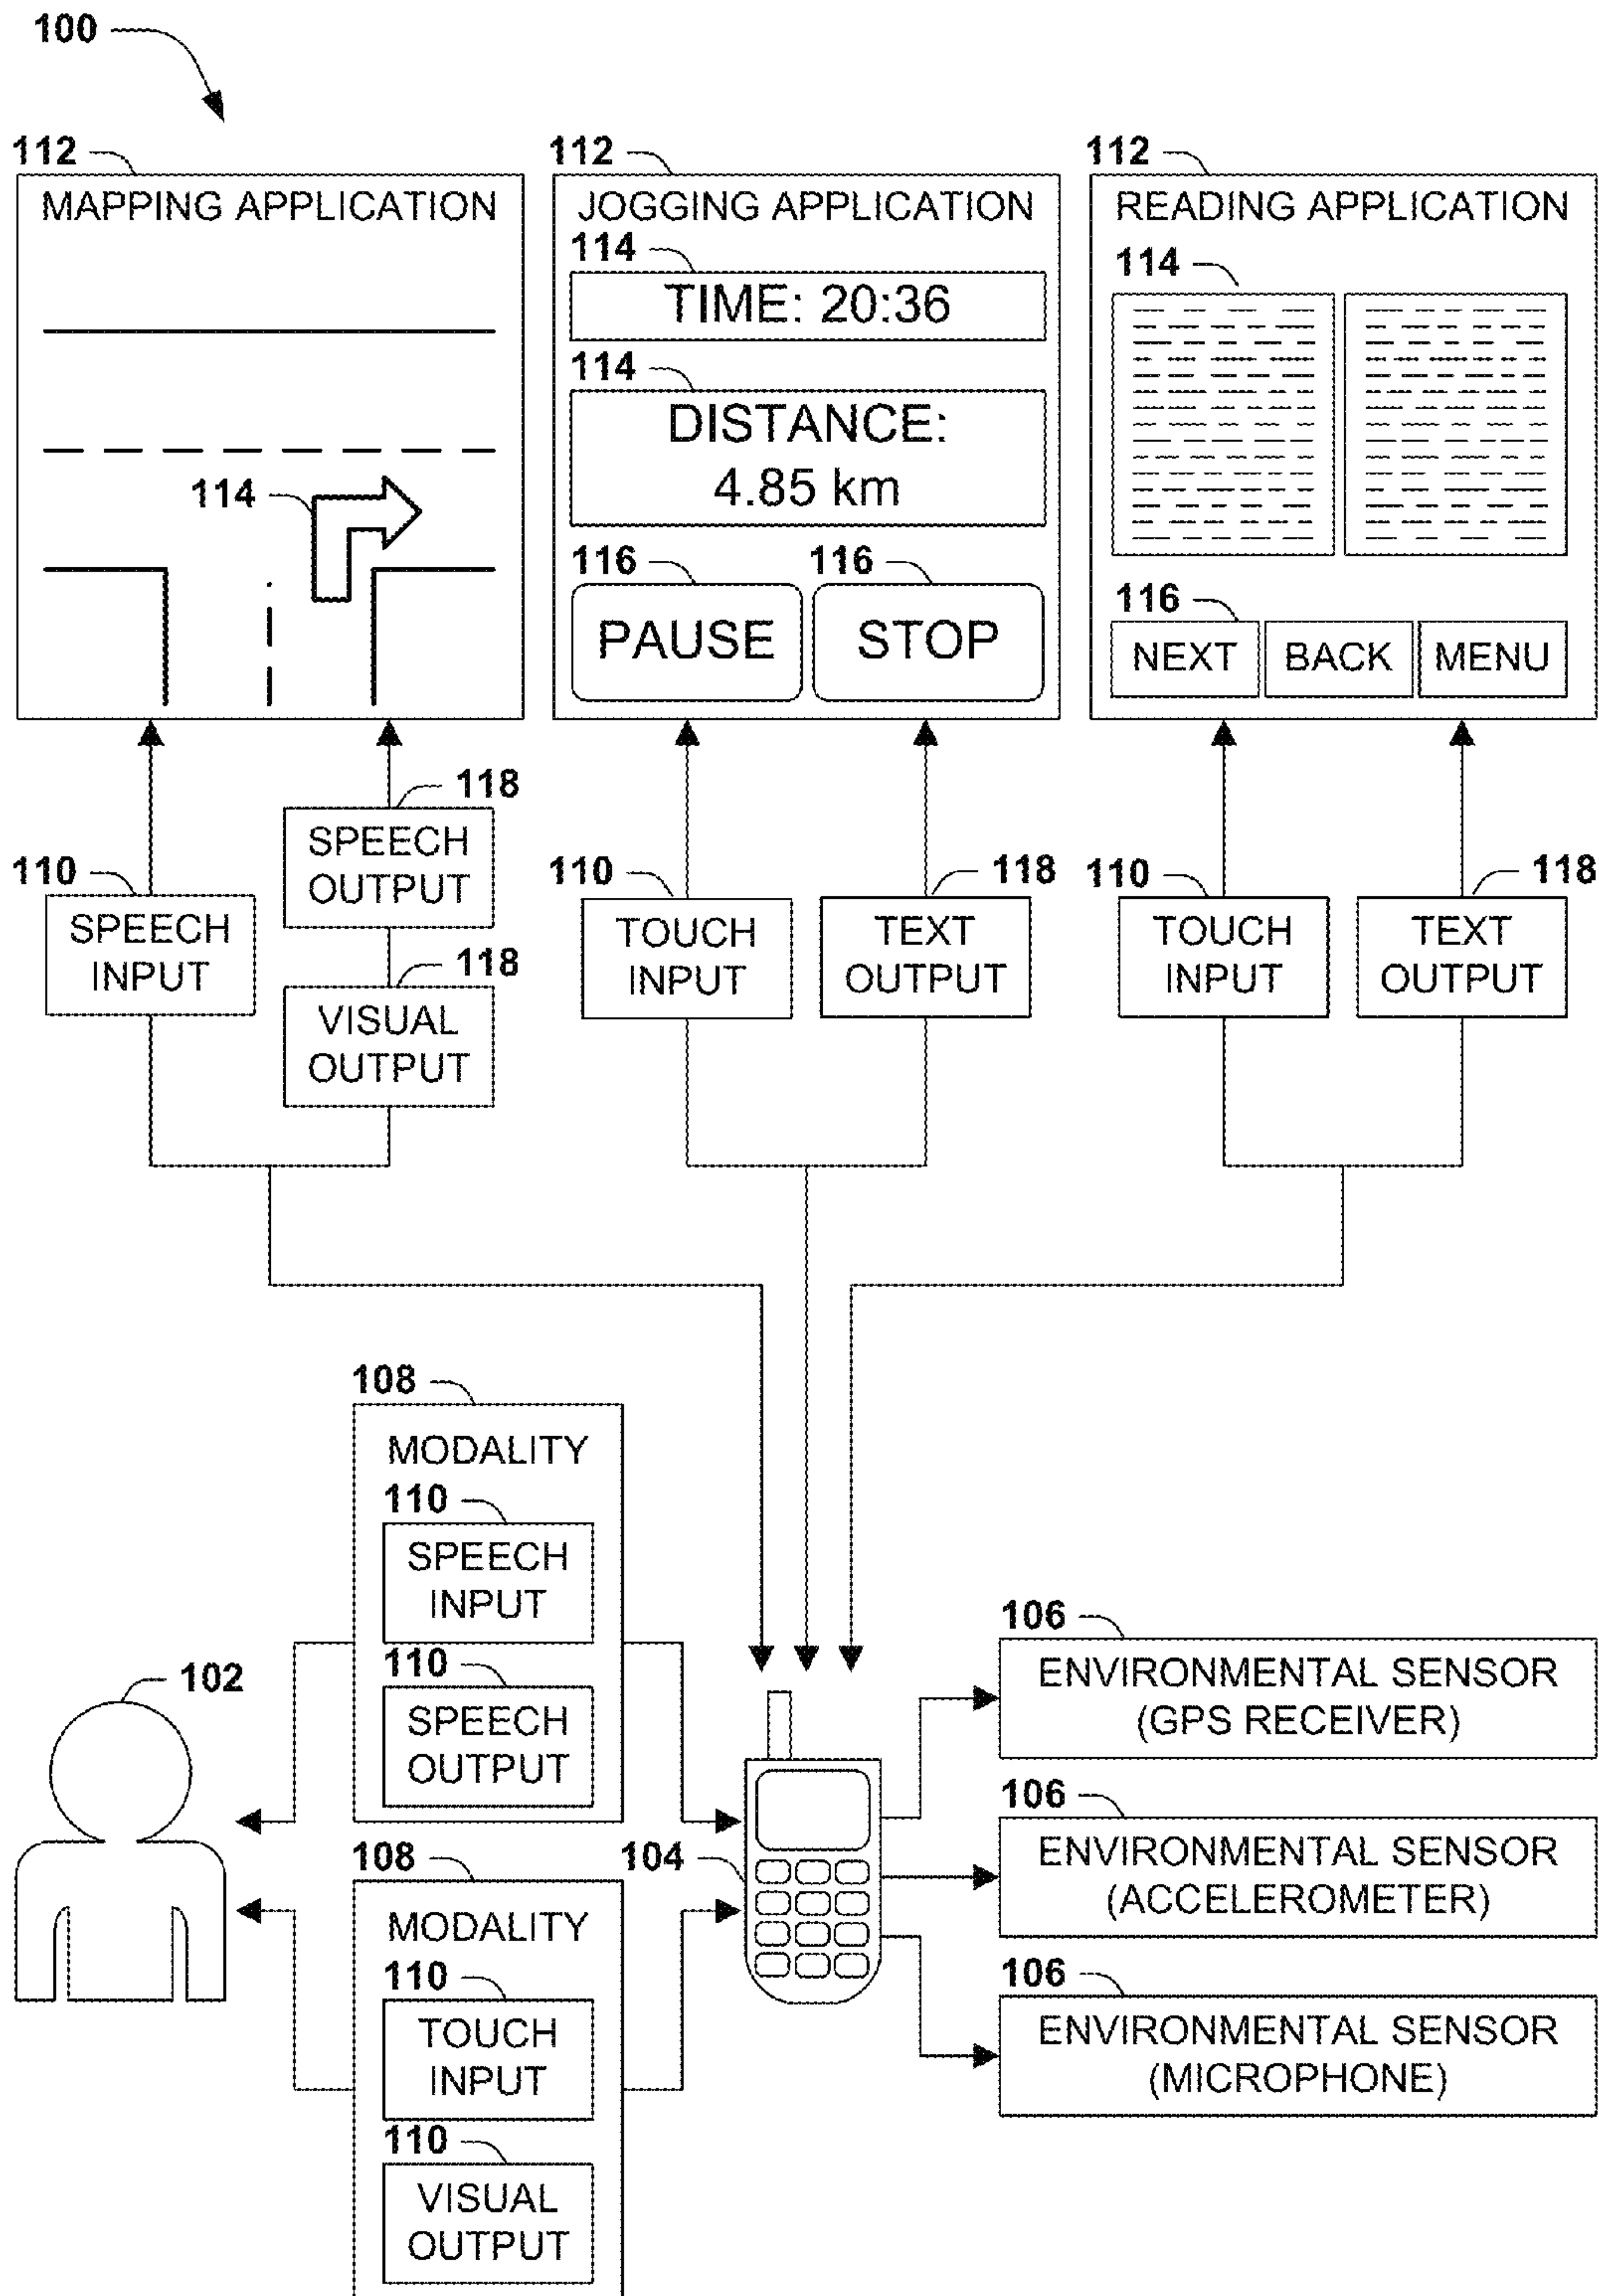 100
112
MAPPING APPLICATION
114
112
JOGGING APPLICATION
114
TIME: 20:36
114
DISTANCE:
4.85 km
116
PAUSE
116
STOP
112
READING APPLICATION
114
116
NEXT
BACK
MENU
110
SPEECH
INPUT
118
SPEECH
OUTPUT
118
VISUAL
OUTPUT
110
TOUCH
INPUT
118
TEXT
OUTPUT
110
TOUCH
INPUT
118
TEXT
OUTPUT
108
MODALITY
110
SPEECH
INPUT
110
SPEECH
OUTPUT
102
108
MODALITY
110
TOUCH
INPUT
110
VISUAL
OUTPUT
104
106
ENVIRONMENTAL SENSOR
(GPS RECEIVER)
106
ENVIRONMENTAL SENSOR
(ACCELEROMETER)
106
ENVIRONMENTAL SENSOR
(MICROPHONE)